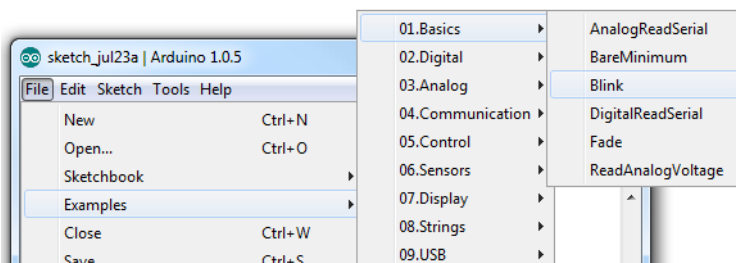 sketch_jul23a | Arduino 1.0.5
File Edit Sketch Tools Help
New Ctrl+N
Open... Ctrl+O
Sketchbook
Examples
Close Ctrl+W
Save Ctrl+S
01.Basics
02.Digital
03.Analog
04.Communication
05.Control
06.Sensors
07.Display
08.Strings
09.USB
AnalogReadSerial
BareMinimum
Blink
DigitalReadSerial
Fade
ReadAnalogVoltage